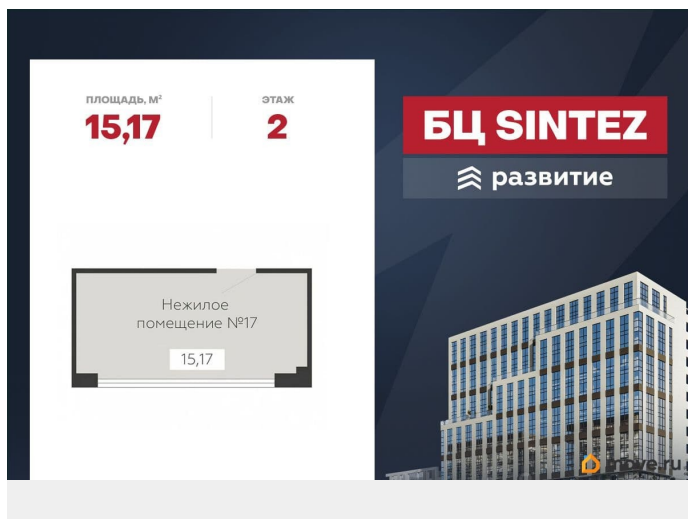 ПЛОЩАДЬ, М²
15,17
ЭТАЖ
2
БЦ SINTEZ
развитие
Нежилое
помещение №17
15,17
move.ru